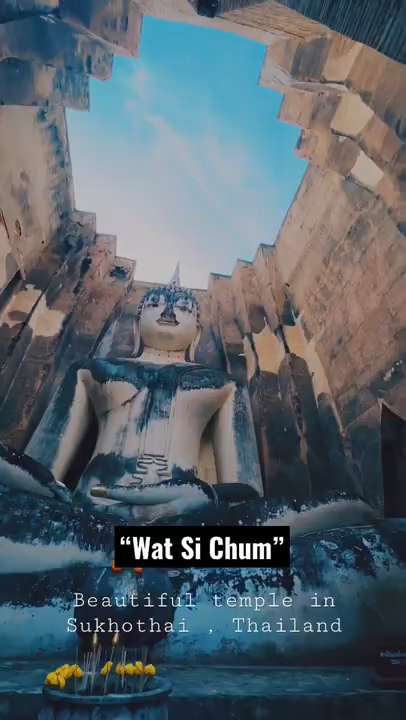 “Wat Si Chum”
Beautiful temple in
Sukhothai , Thailand